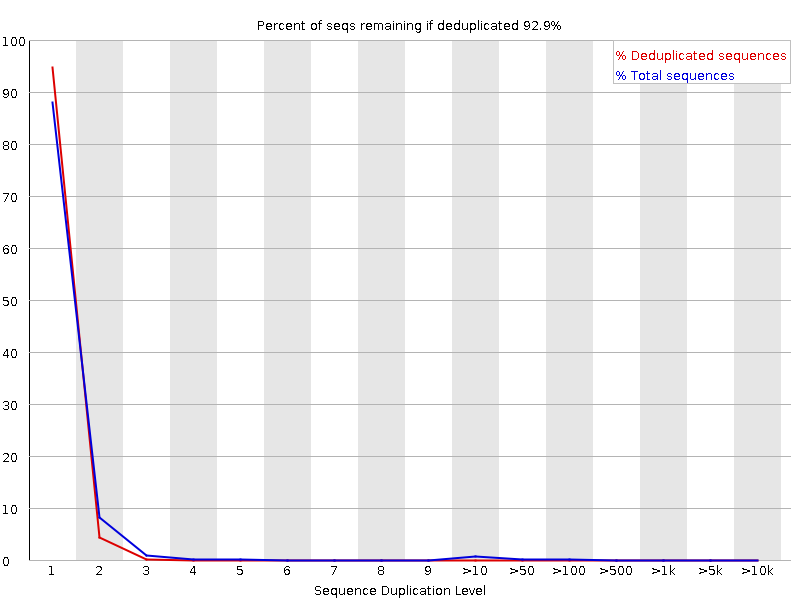 Percent of seqs remaining if deduplicated 92.9%
% Deduplicated sequences
% Total sequences
100
90
80
70
60
50
40
30
20
10
0
1 2 3 4 5 6 7 8 9 >10 >50 >100 >500 >1k >5k >10k
Sequence Duplication Level